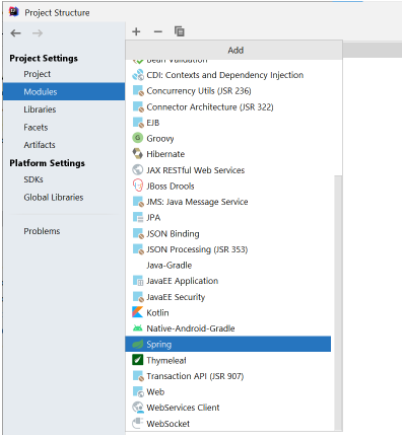 Project Structure
Project Settings
Project
Modules
Libraries
Facets
Artifacts
Platform Settings
SDKs
Global Libraries
Problems
Add
Bean Validation
CDI: Contexts and Dependency Injection
Concurrency Utils (JSR 236)
Connector Architecture (JSR 322)
EJB
Groovy
Hibernate
JAX RESTful Web Services
JBoss Drools
JMS: Java Message Service
JPA
JSON Binding
JSON Processing (JSR 353)
Java-Gradle
JavaEE Application
JavaEE Security
Kotlin
Native-Android-Gradle
Spring
Thymeleaf
Transaction API (JSR 907)
Web
WebServices Client
WebSocket